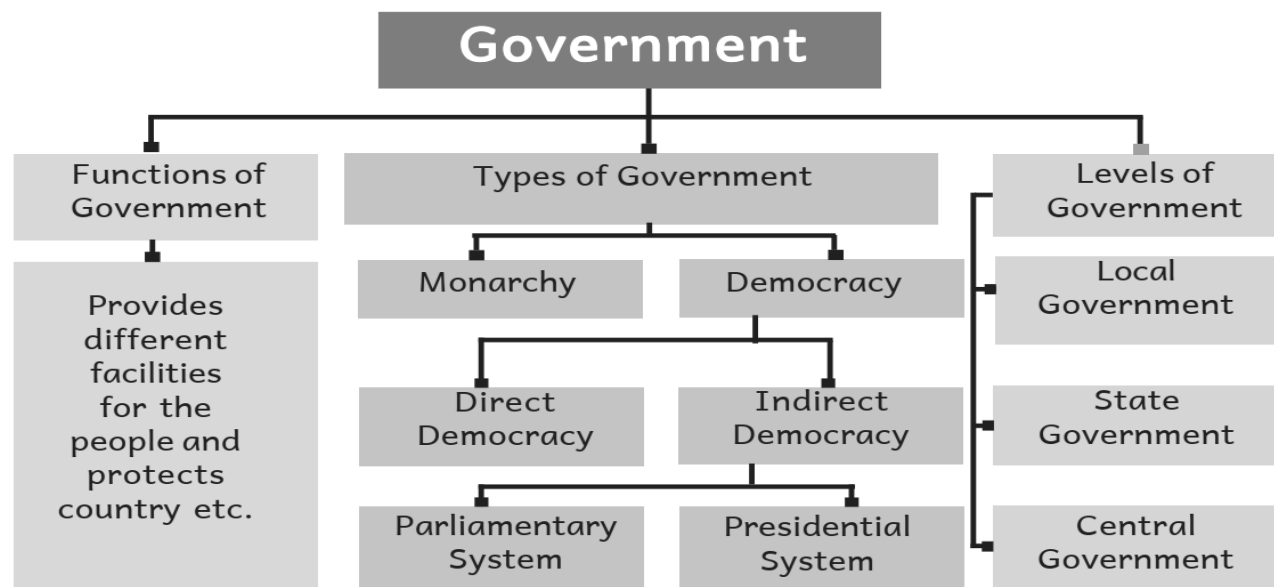 Government
Functions of
Government
Provides
different
facilities
for the
people and
protects
country etc.
Types of Government
Monarchy
Democracy
Direct
Democracy
Indirect
Democracy
Parliamentary
System
Presidential
System
Levels of
Government
Local
Government
State
Government
Central
Government